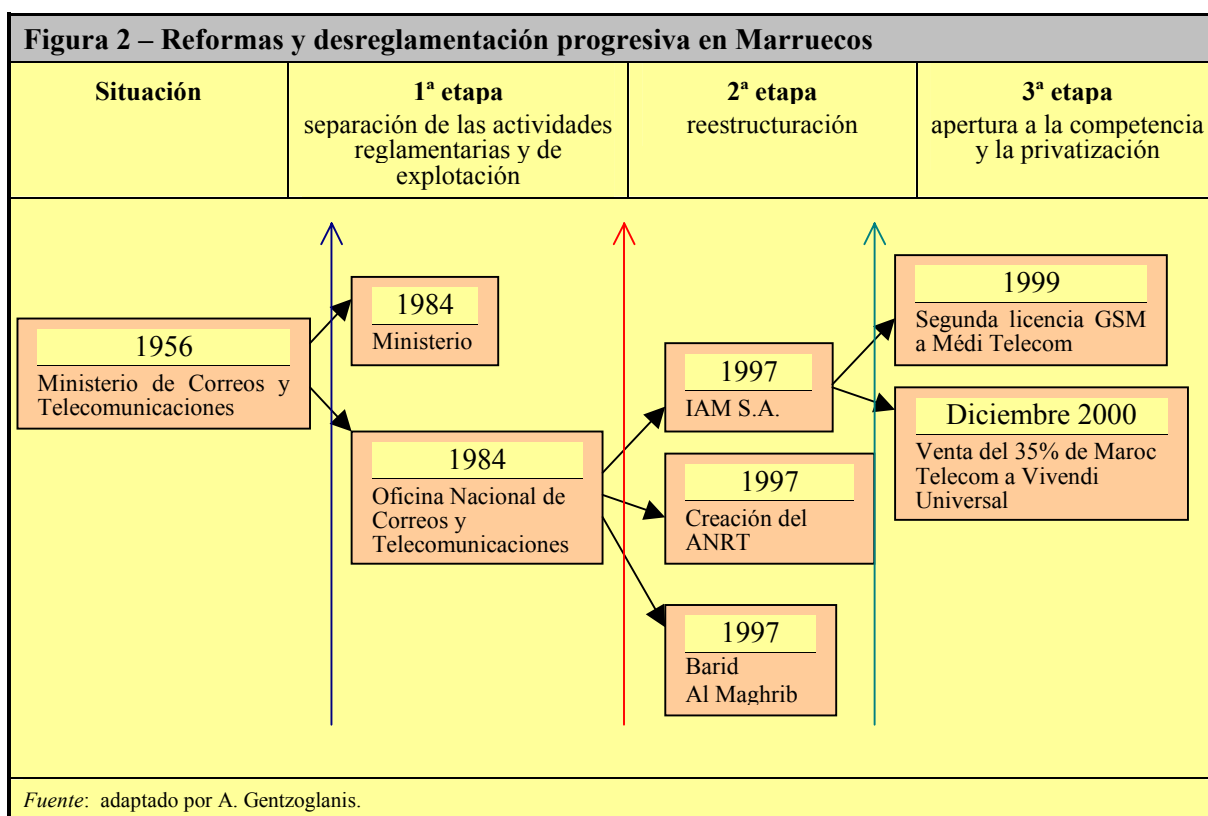 Figura 2 – Reformas y desreglamentación progresiva en Marruecos
Situación
1ª etapa
separación de las actividades
reglamentarias y de
explotación
2ª etapa
reestructuración
3ª etapa
apertura a la competencia
y la privatización
1956
Ministerio de Correos y
Telecomunicaciones
1984
Ministerio
1984
Oficina Nacional de
Correos y
Telecomunicaciones
1997
IAM S.A.
1997
Creación del
ANRT
1997
Barid
Al Maghrib
1999
Segunda licencia GSM
a Médi Telecom
Diciembre 2000
Venta del 35% de Maroc
Telecom a Vivendi
Universal
Fuente: adaptado por A. Gentzoglanis.